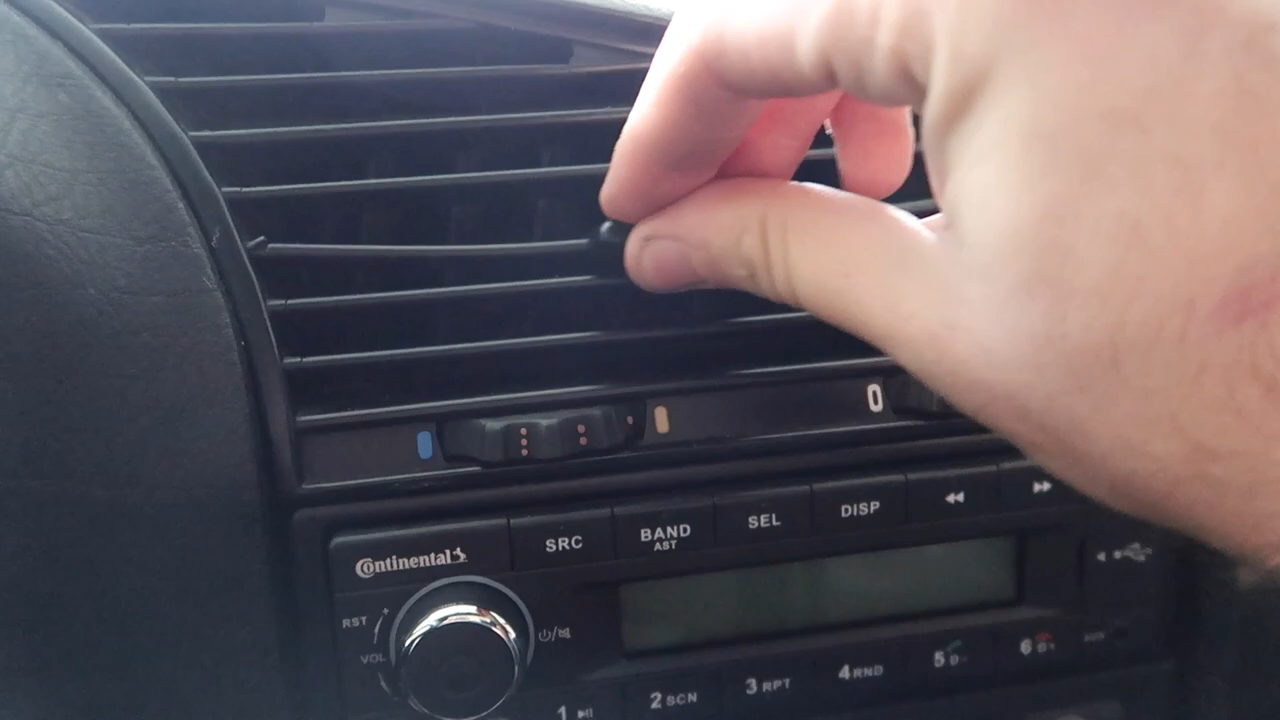 0
SRC
BAND
AST
SEL
DISP
Continental
RST
VOL
1
2 SCN
3 RPT
4 RND
5
6